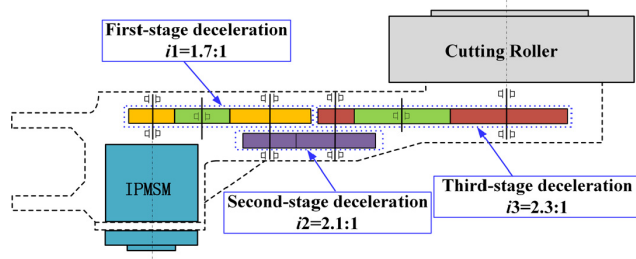 First-stage deceleration
i1=1.7:1
Cutting Roller
IPMSM
Second-stage deceleration
i2=2.1:1
Third-stage deceleration
i3=2.3:1